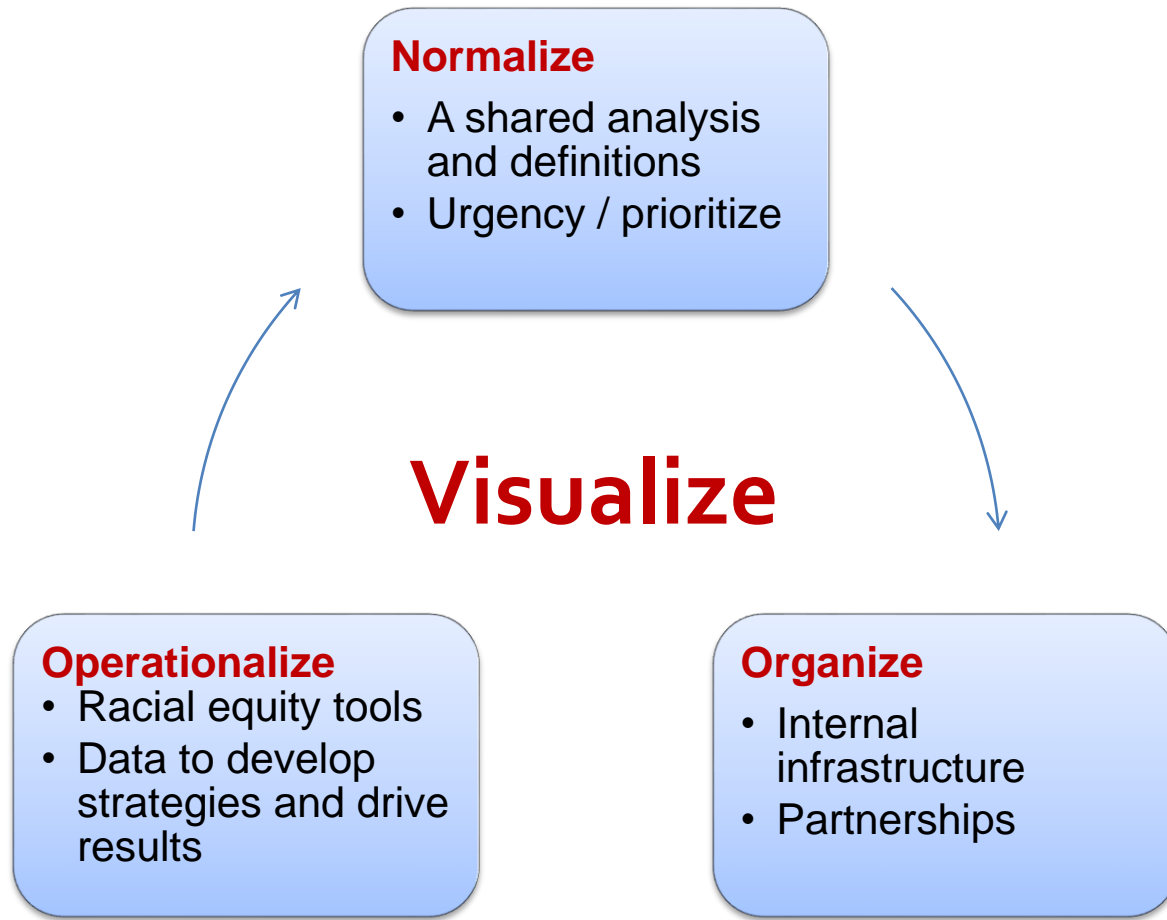 Normalize
• A shared analysis
and definitions
• Urgency / prioritize
Visualize
Operationalize
• Racial equity tools
• Data to develop
strategies and drive
results
Organize
• Internal
infrastructure
• Partnerships